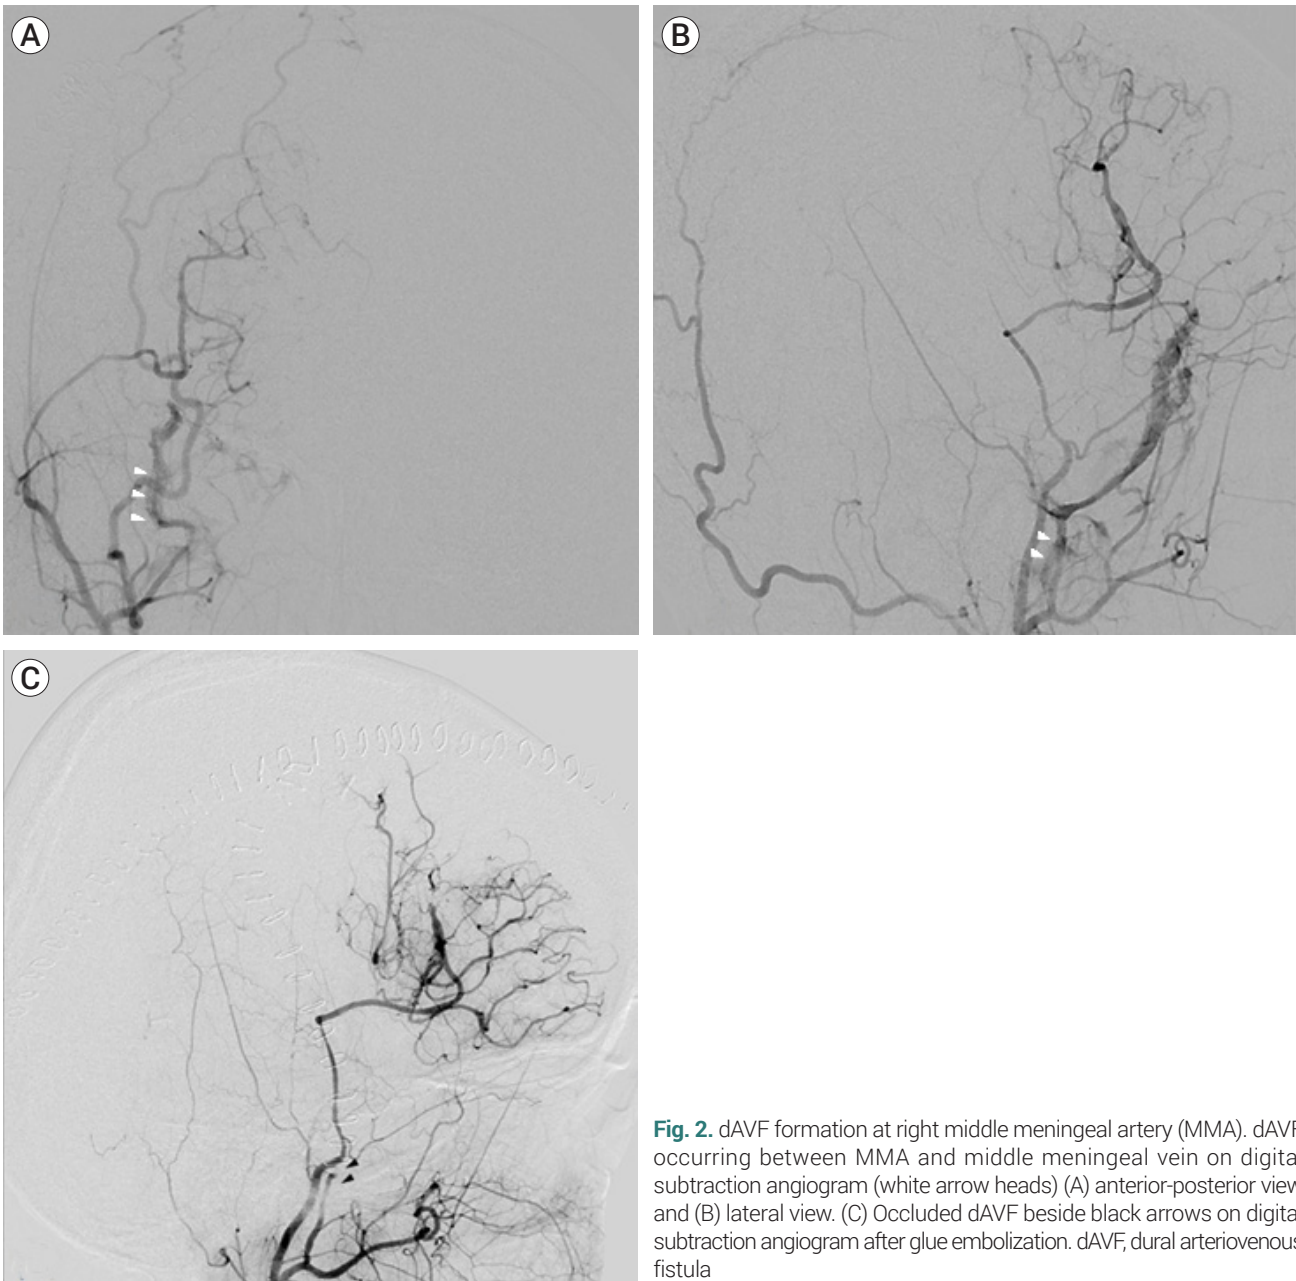 A
B
C
Fig. 2. dAVF formation at right middle meningeal artery (MMA). dAVF
occurring between MMA and middle meningeal vein on digital
subtraction angiogram (white arrow heads) (A) anterior-posterior view
and (B) lateral view. (C) Occluded dAVF beside black arrows on digital
subtraction angiogram after glue embolization. dAVF, dural arteriovenous
fistula